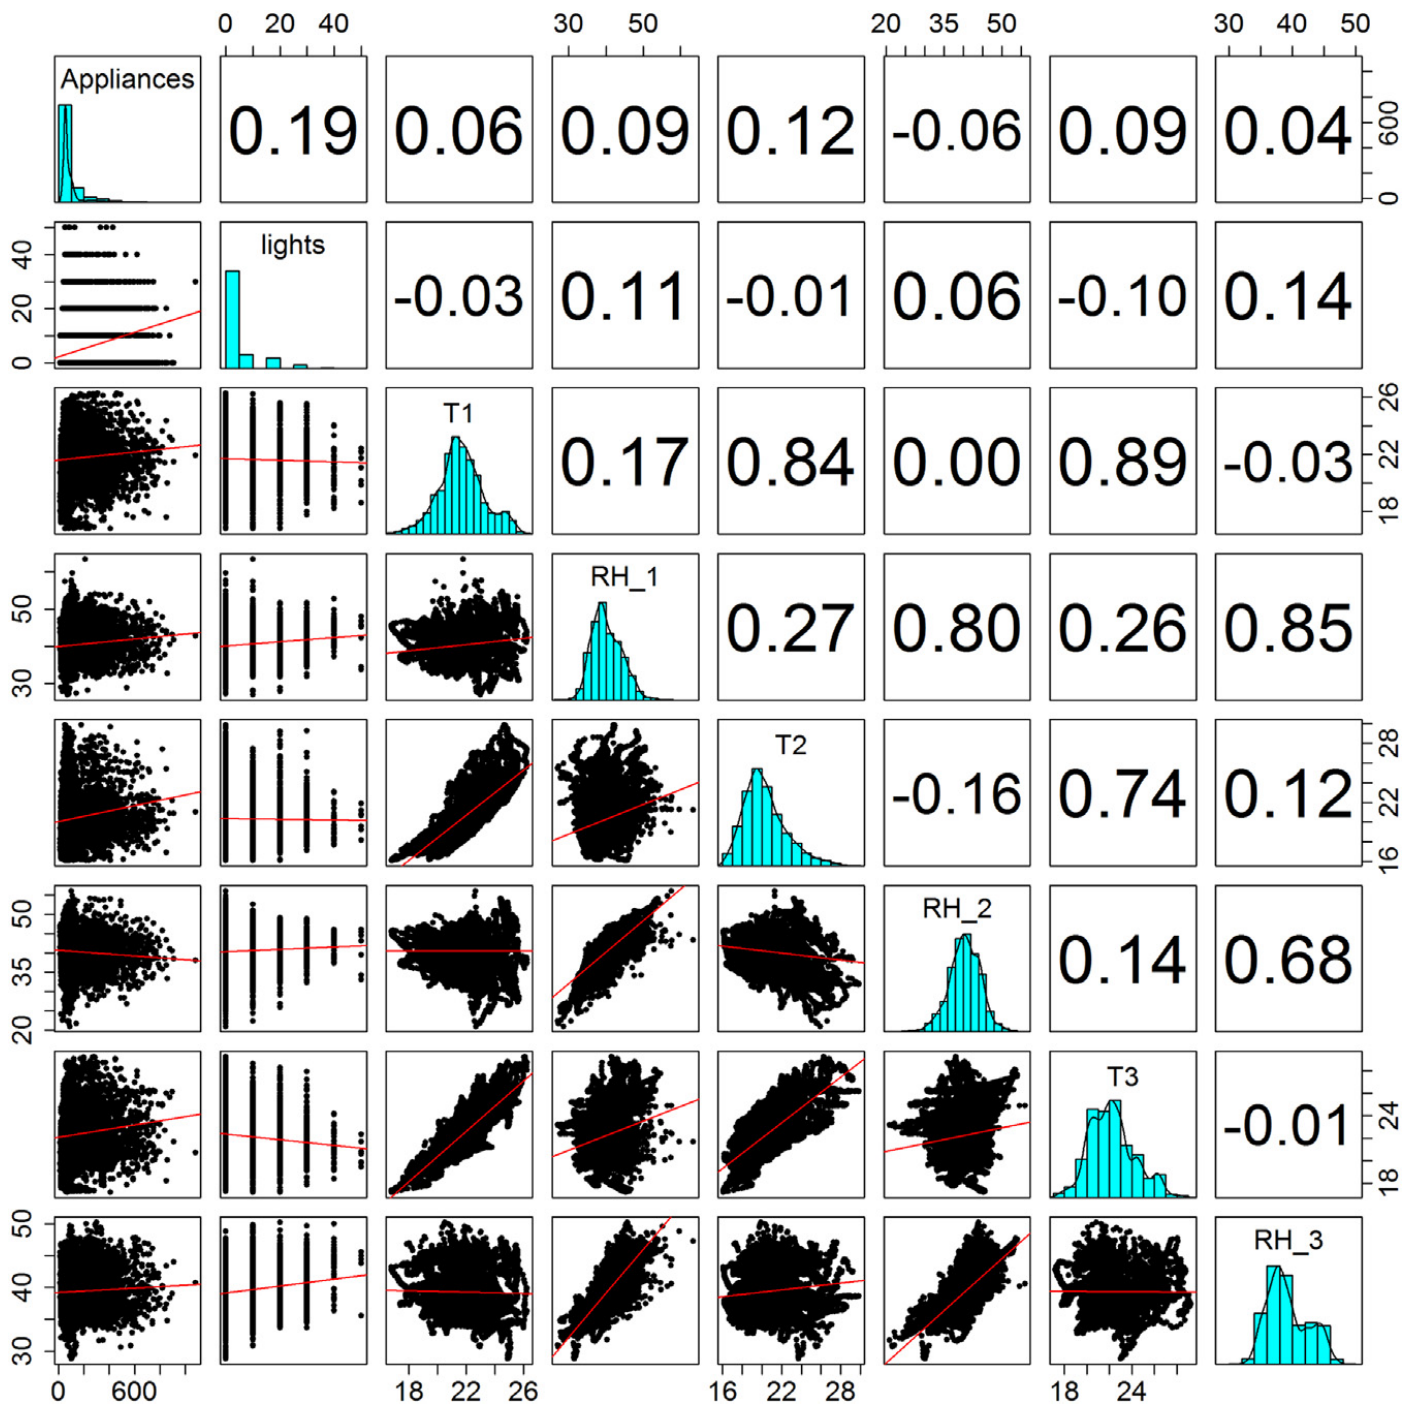 0 20 40 30 50 20 35 50 30 40 50
Appliances 0.19 0.06 0.09 0.12 -0.06 0.09 0.04 0 600
0 20 40 lights -0.03 0.11 -0.01 0.06 -0.10 0.14
T1 0.17 0.84 0.00 0.89 -0.03 18 22 26
30 50 RH_1 0.27 0.80 0.26 0.85
T2 -0.16 0.74 0.12 16 22 28
20 35 50 RH_2 0.14 0.68
T3 -0.01 18 24
30 40 50 RH_3
0 600 18 22 26 16 22 30 18 24